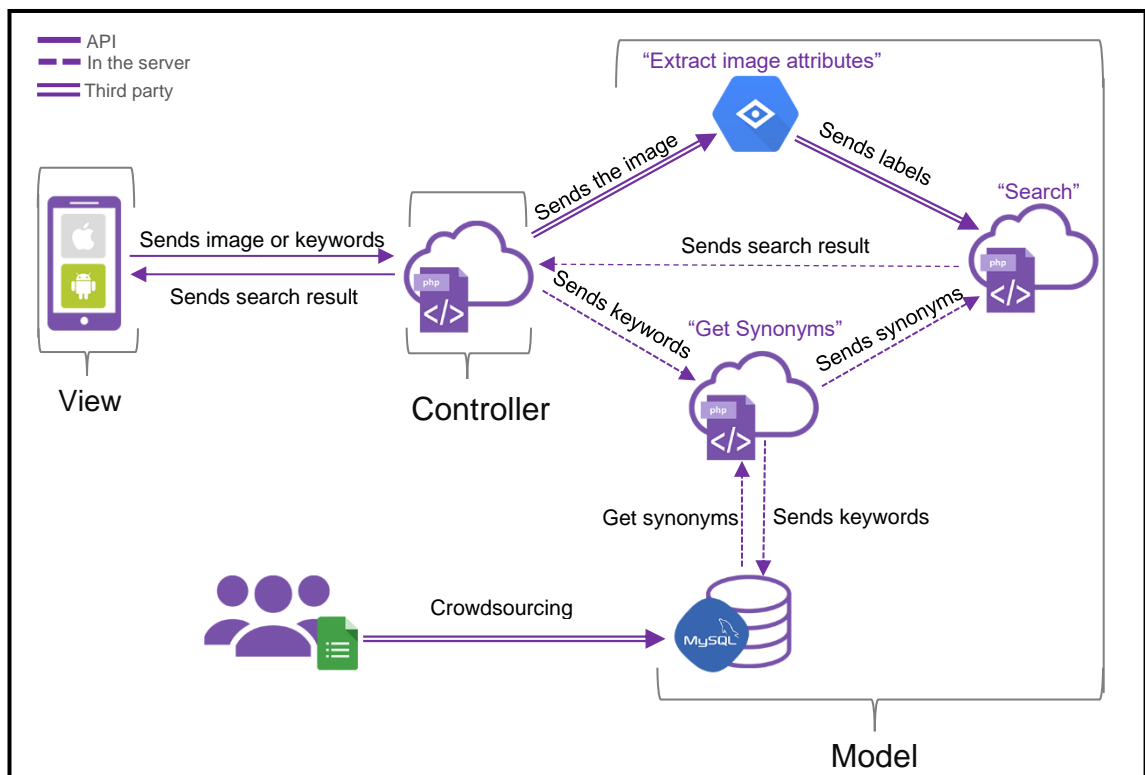 API
In the server
Third party
“Extract image attributes”
Sends the image
Sends labels
“Search”
Sends image or keywords
Sends search result
Sends search result
php
</>
php
</>
Sends keywords
“Get Synonyms”
Sends synonyms
View
Controller
php
</>
Get synonyms
Sends keywords
Crowdsourcing
MySQL
Model